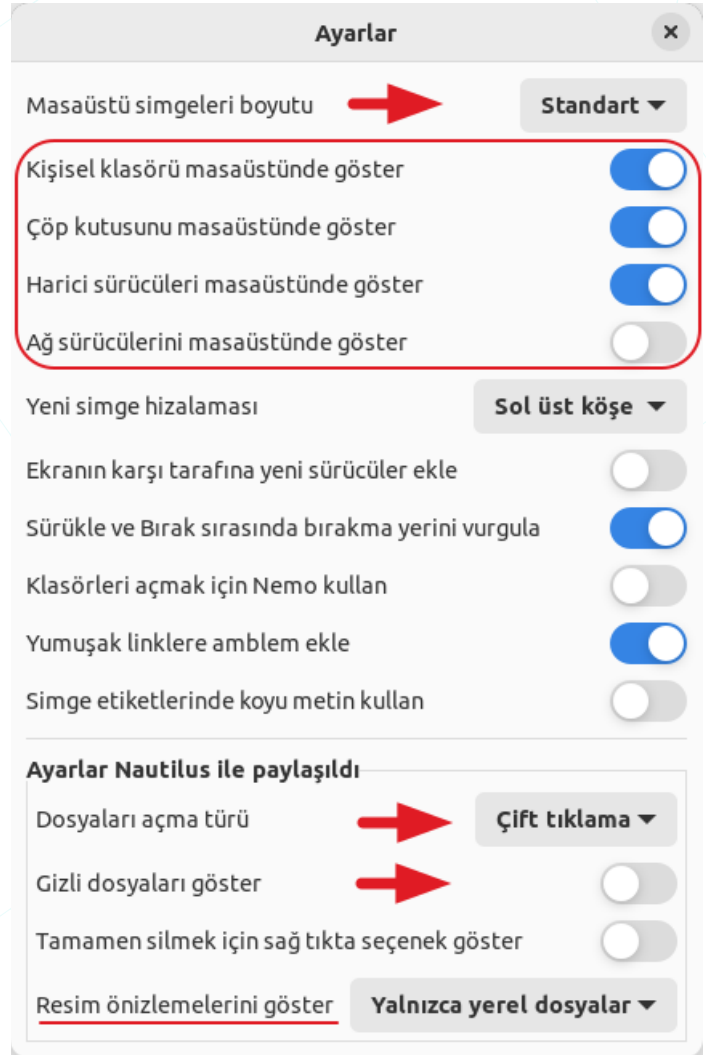 Ayarlar
Masaüstü simgeleri boyutu Standart
Kişisel klasörü masaüstünde göster
Çöp kutusunu masaüstünde göster
Harici sürücüleri masaüstünde göster
Ağ sürücülerini masaüstünde göster
Yeni simge hizalaması Sol üst köşe
Ekranın karşı tarafına yeni sürücüler ekle
Sürükle ve Bırak sırasında bırakma yerini vurgula
Klasörleri açmak için Nemo kullan
Yumuşak linklere amblem ekle
Simge etiketlerinde koyu metin kullan
Ayarlar Nautilus ile paylaşıldı
Dosyaları açma türü Çift tıklama
Gizli dosyaları göster
Tamamen silmek için sağ tıkta seçenek göster
Resim önizlemelerini göster Yalnızca yerel dosyalar